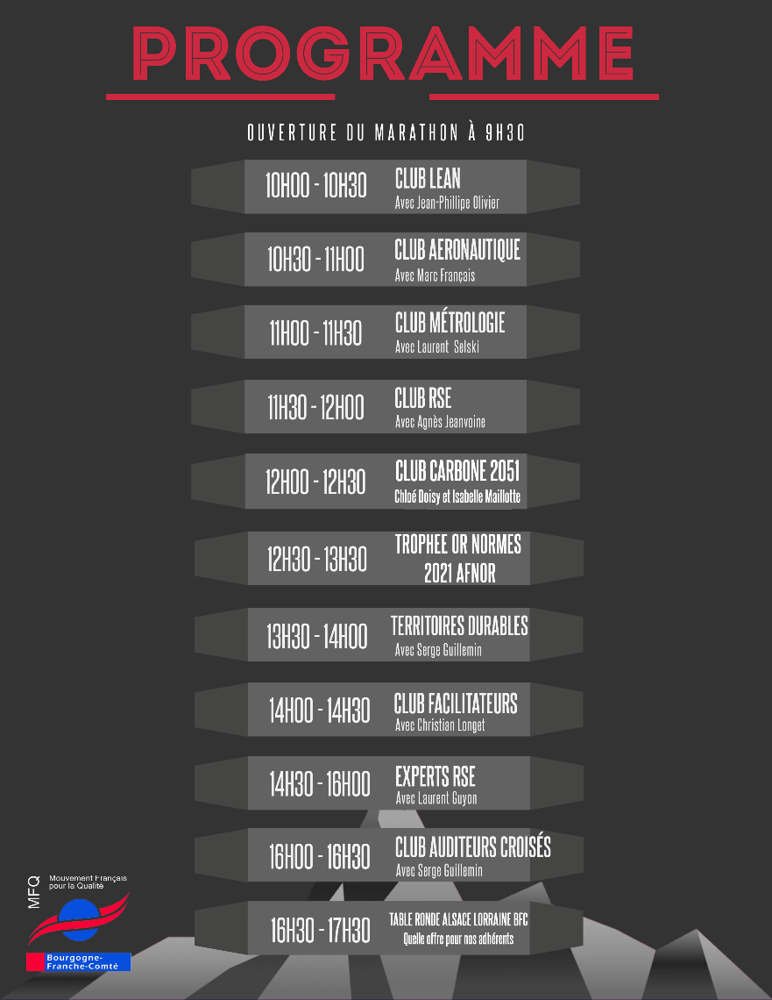 PROGRAMME
OUVERTURE DU MARATHON À 9H30
10H00 - 10H30
CLUB LEAN
Avec Jean-Phillipe Olivier
10H30 - 11H00
CLUB AERONAUTIQUE
Avec Marc Français
11H00 - 11H30
CLUB MÉTROLOGIE
Avec Laurent Selski
11H30 - 12H00
CLUB RSE
Avec Agnès Jeanvoine
12H00 - 12H30
CLUB CARBONE 2051
Chloé Doisy et Isabelle Maillotte
12H30 - 13H30
TROPHEE OR NORMES
2021 AFNOR
13H30 - 14H00
TERRITOIRES DURABLES
Avec Serge Guillemin
14H00 - 14H30
CLUB FACILITATEURS
Avec Christian Longet
14H30 - 16H00
EXPERTS RSE
Avec Laurent Guyon
16H00 - 16H30
CLUB AUDITEURS CROISÉS
Avec Serge Guillemin
16H30 - 17H30
TABLE RONDE ALSACE LORRAINE BFC
Quelle offre pour nos adhérents
MFQ
Mouvement Français
pour la Qualité
Bourgogne-
Franche-Comté